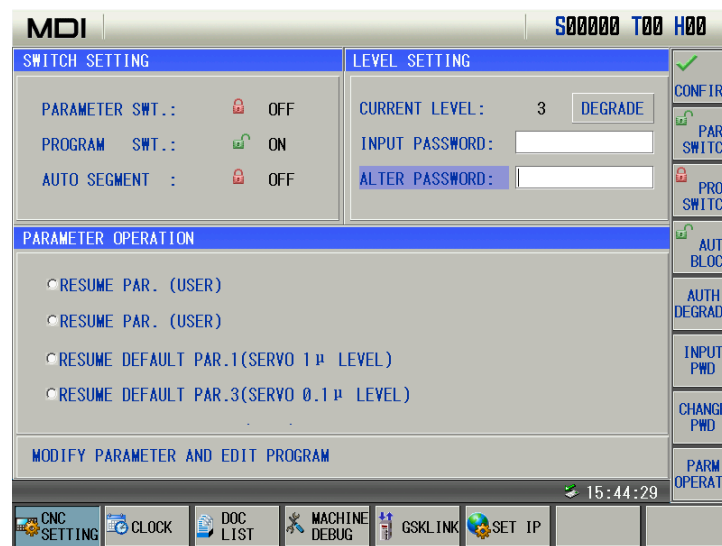 MDI
S00000 T00 H00
SWITCH SETTING
LEVEL SETTING
PARAMETER SWT.: OFF
PROGRAM SWT.: ON
AUTO SEGMENT : OFF
CURRENT LEVEL: 3 DEGRADE
INPUT PASSWORD:
ALTER PASSWORD:
PARAMETER OPERATION
RESUME PAR. (USER)
RESUME PAR. (USER)
RESUME DEFAULT PAR.1(SERVO 1μ LEVEL)
RESUME DEFAULT PAR.3(SERVO 0.1μ LEVEL)
MODIFY PARAMETER AND EDIT PROGRAM
15:44:29
CONFIR
PAR
SWITC
PRO
SWITC
AUT
BLOC
AUTH
DEGRAD
INPUT
PWD
CHANG
PWD
PARM
OPERAT
CNC
SETTING
CLOCK
DOC
LIST
MACHINE
DEBUG
GSKLINK
SET IP